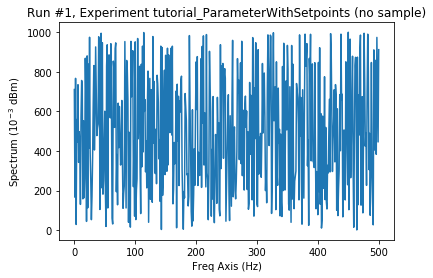 Run #1, Experiment tutorial_ParameterWithSetpoints (no sample)
1000
800
600
400
200
0
Spectrum (10⁻³ dBm)
0 100 200 300 400 500
Freq Axis (Hz)